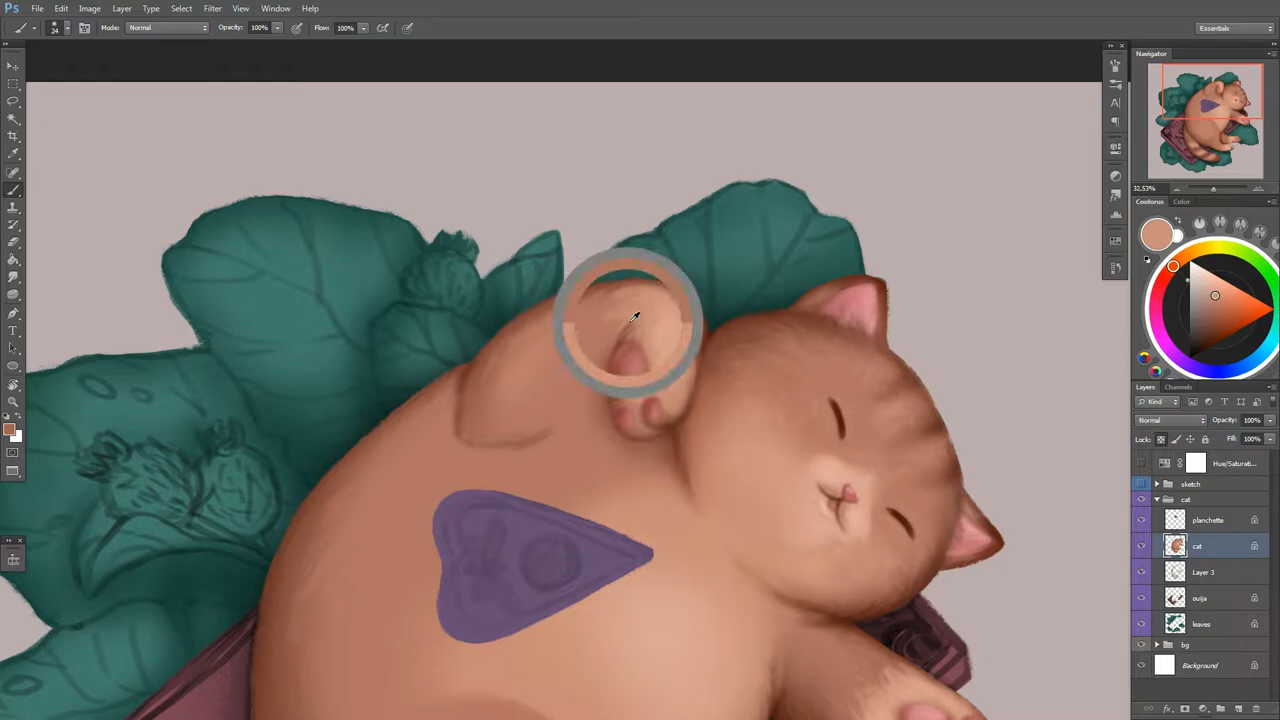 Ps File Edit Image Layer Type Select Filter View Window Help
24 Mode: Normal Opacity: 100% Flow: 100% Essentials
Navigator
32,53%
Coolorus Color
Layers Channels
Kind
Normal Opacity: 100%
Lock: Fill: 100%
Hue/Saturati...
sketch
cat
planchette
cat
Layer 3
ouija
leaves
bg
Background